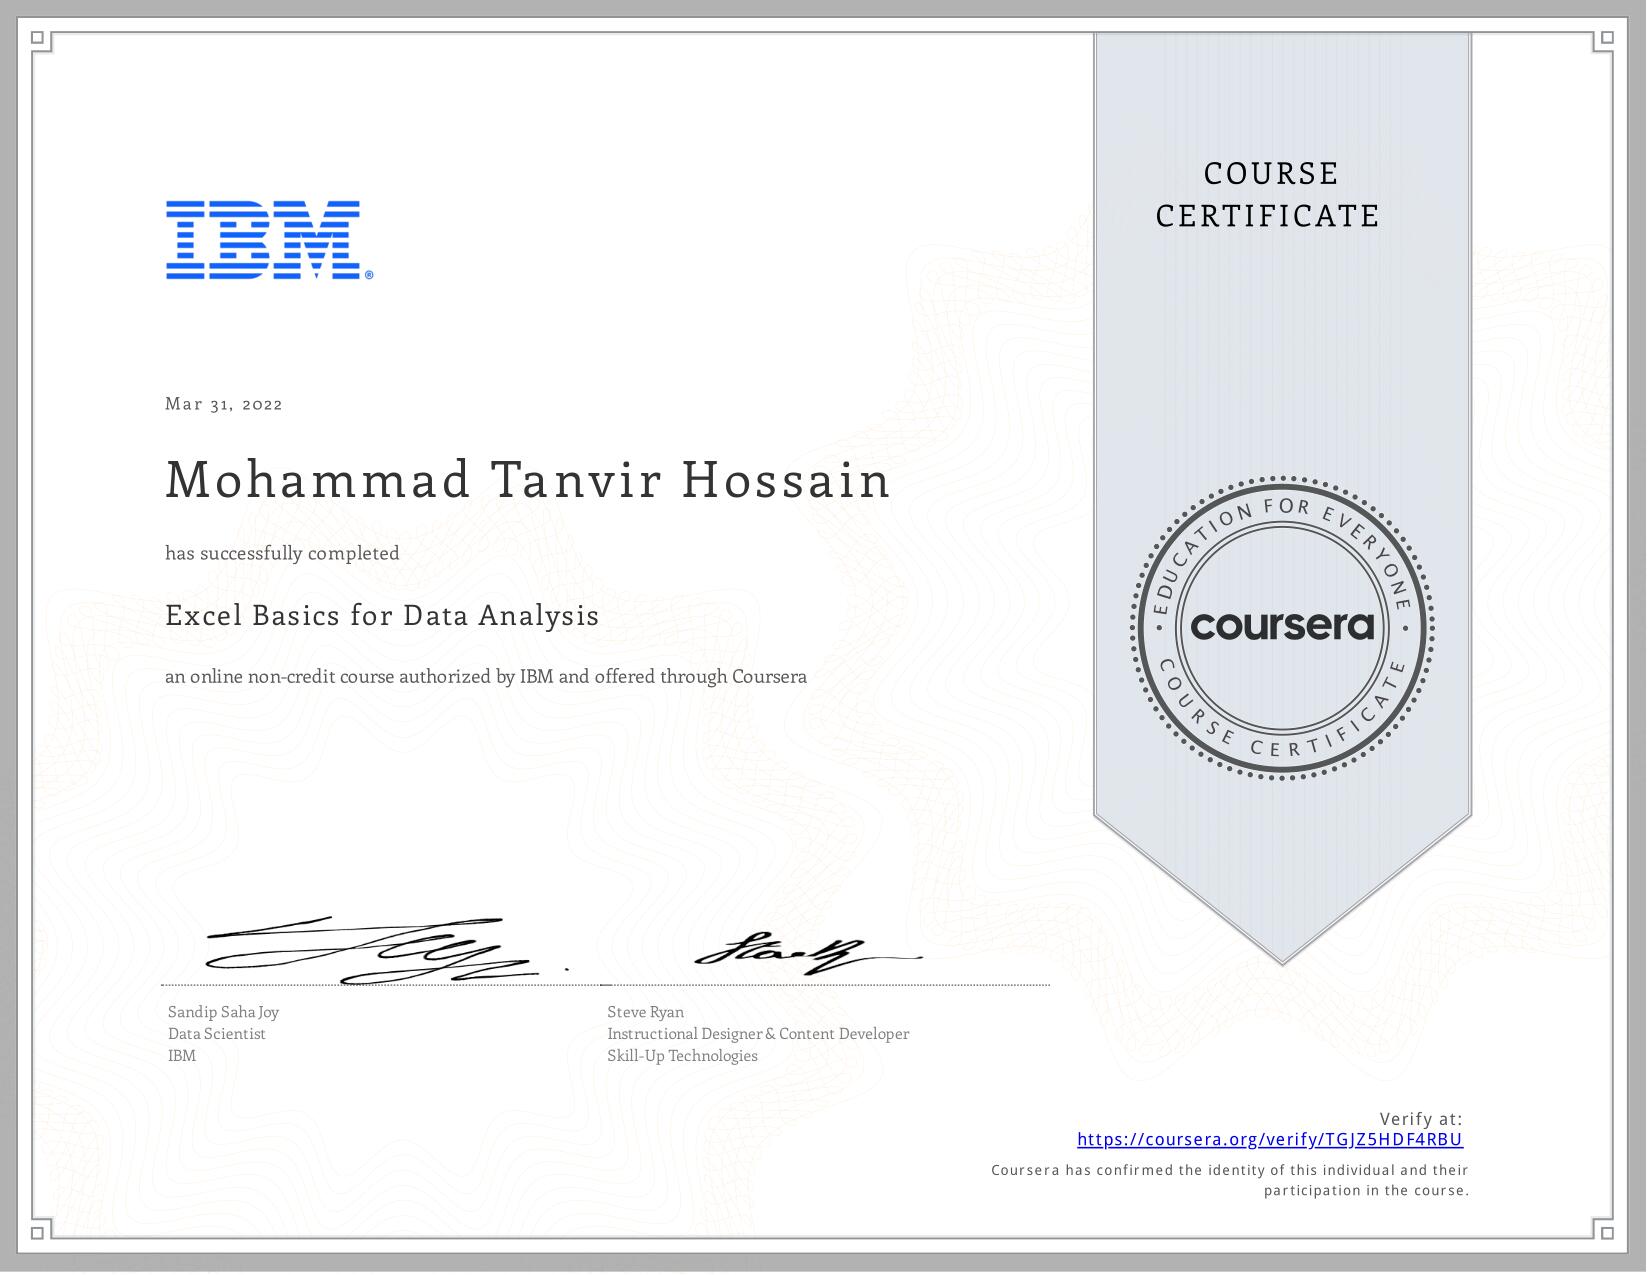 COURSE
CERTIFICATE
IBM®
Mar 31, 2022
Mohammad Tanvir Hossain
has successfully completed
Excel Basics for Data Analysis
an online non-credit course authorized by IBM and offered through Coursera
• EDUCATION FOR EVERYONE •
coursera
COURSE CERTIFICATE
Sandip Saha Joy
Data Scientist
IBM
Steve Ryan
Instructional Designer & Content Developer
Skill-Up Technologies
Verify at:
https://coursera.org/verify/TGJZ5HDF4RBU
Coursera has confirmed the identity of this individual and their
participation in the course.